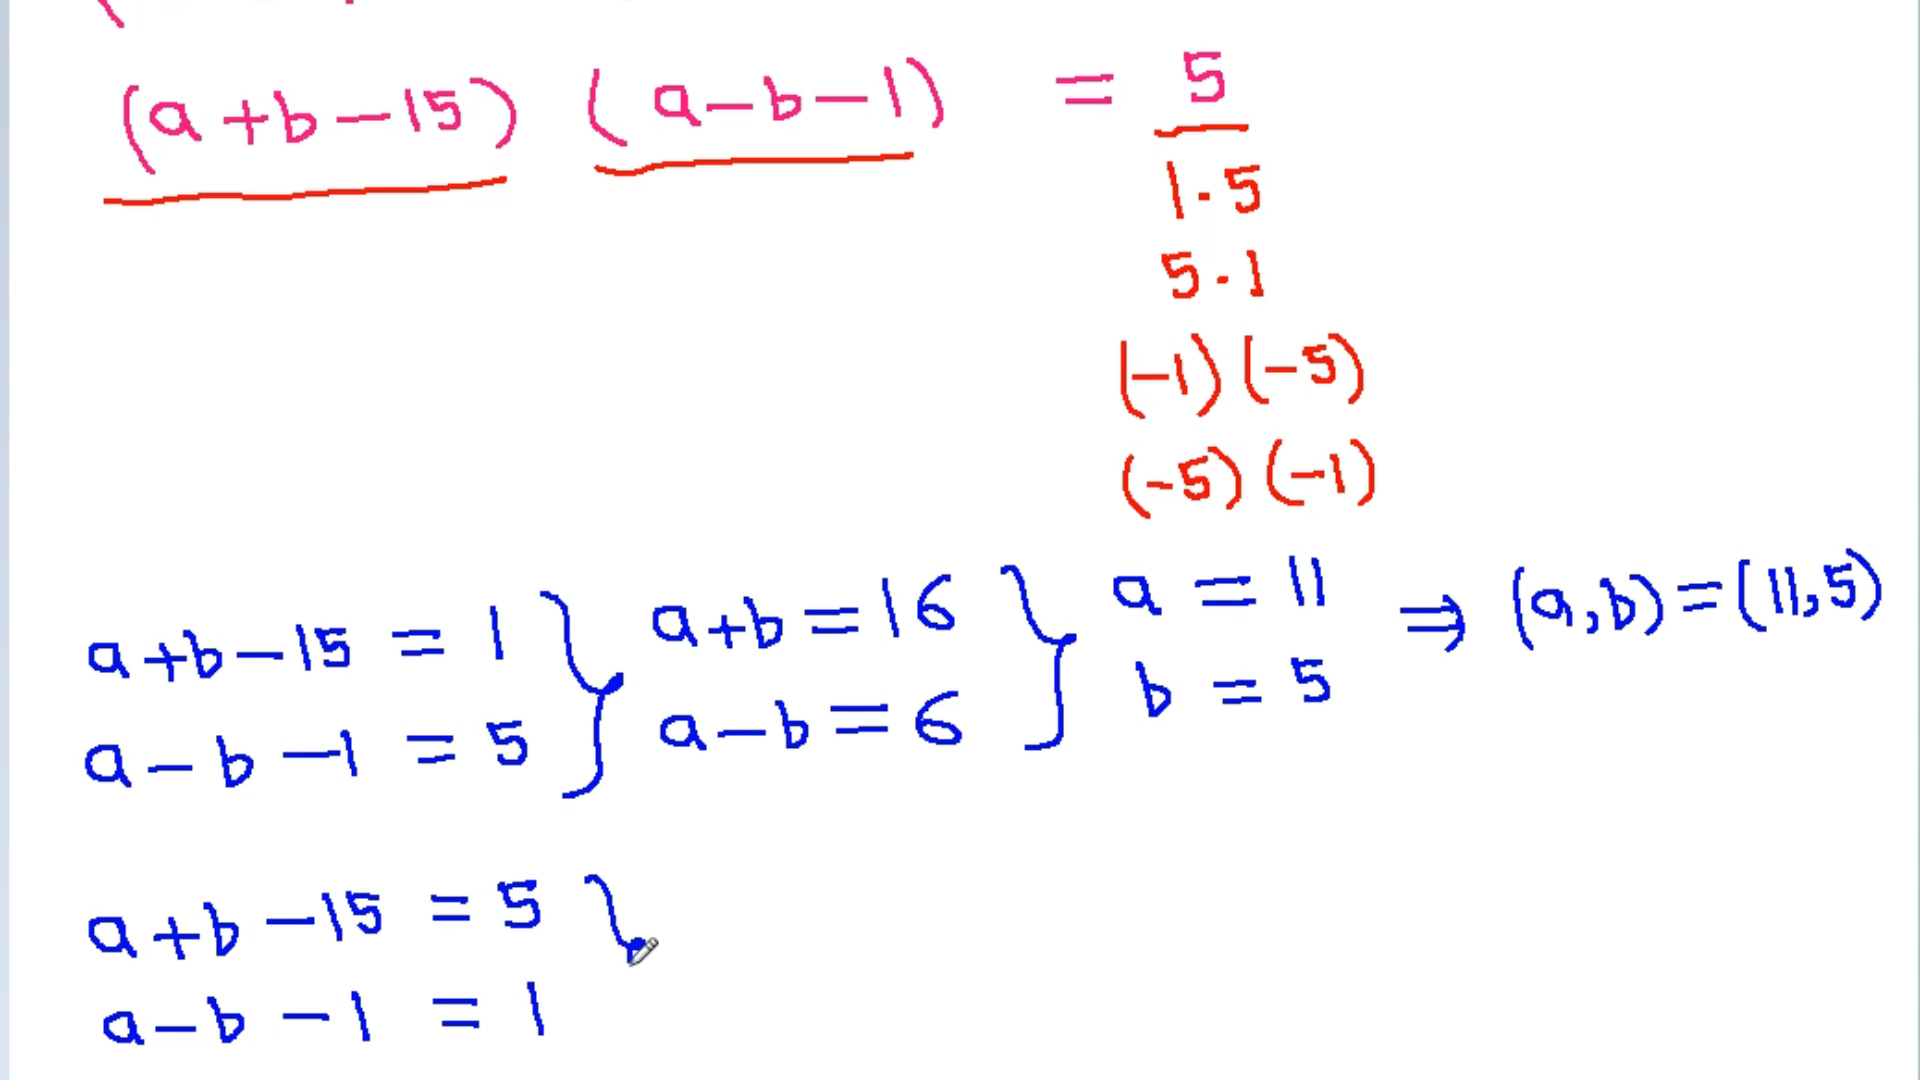 (a+b-15) (a-b-1) = 5
1·5
5·1
(-1)(-5)
(-5)(-1)
a+b-15 = 1 } a+b=16 } a = 11 ⇒ (a,b)=(11,5)
a-b-1 = 5 a-b=6 b = 5
a+b-15 = 5
a-b-1 = 1